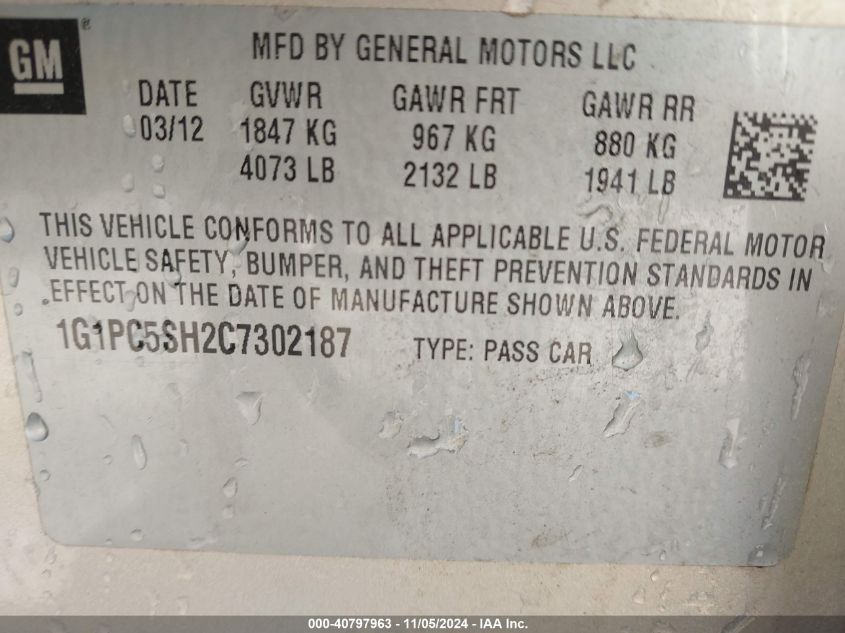 GM®
MFD BY GENERAL MOTORS LLC
DATE GVWR GAWR FRT GAWR RR
03/12 1847 KG 967 KG 880 KG
4073 LB 2132 LB 1941 LB
THIS VEHICLE CONFORMS TO ALL APPLICABLE U.S. FEDERAL MOTOR
VEHICLE SAFETY, BUMPER, AND THEFT PREVENTION STANDARDS IN
EFFECT ON THE DATE OF MANUFACTURE SHOWN ABOVE.
1G1PC5SH2C7302187 TYPE: PASS CAR
000-40797963 - 11/05/2024 - IAA Inc.